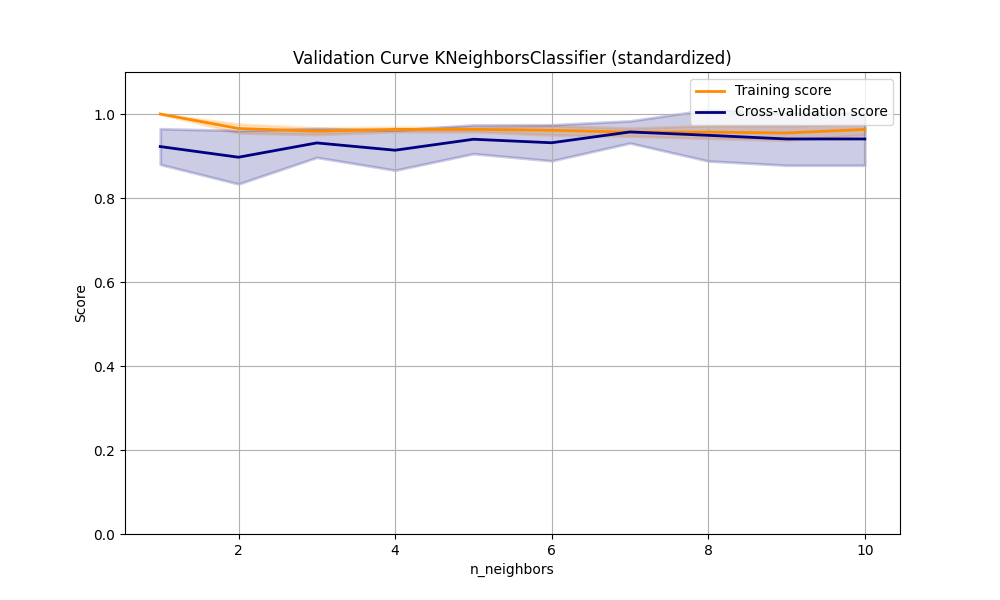 Validation Curve KNeighborsClassifier (standardized)
Training score
Cross-validation score
1.0
0.8
0.6
0.4
0.2
0.0
Score
2 4 6 8 10
n_neighbors